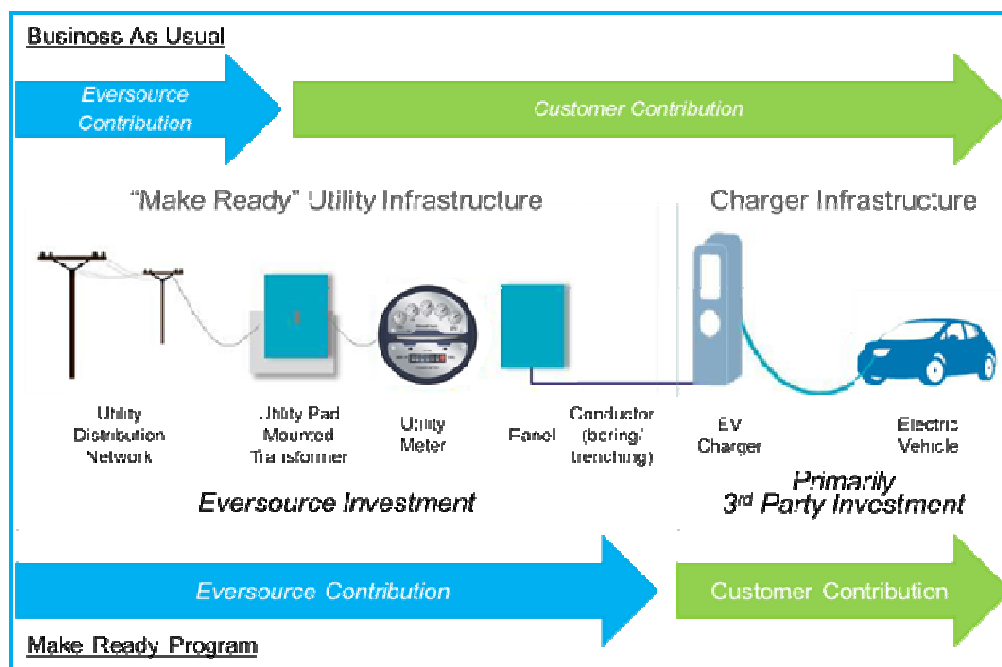 Business As Usual
Eversource
Contribution
Customer Contribution
"Make Ready" Utility Infrastructure
Charger Infrastructure
Utility
Distribution
Network
Utility Pad
Mounted
Transformer
Utility
Meter
Panel
Conductor
(boring/
trenching)
EV
Charger
Electric
Vehicle
Eversource Investment
Primarily
3rd Party Investment
Eversource Contribution
Customer Contribution
Make Ready Program